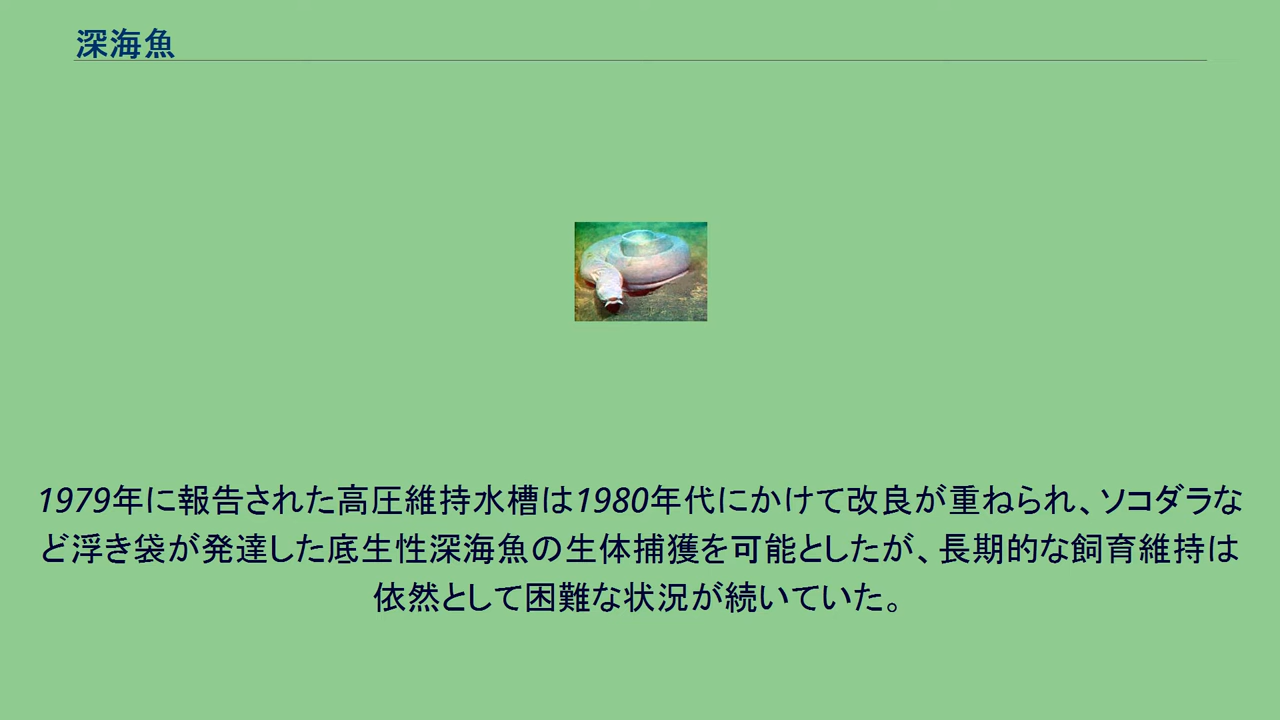 深海魚
1979年に報告された高圧維持水槽は1980年代にかけて改良が重ねられ、ソコダラな
ど浮き袋が発達した底生性深海魚の生体捕獲を可能としたが、長期的な飼育維持は
依然として困難な状況が続いていた。